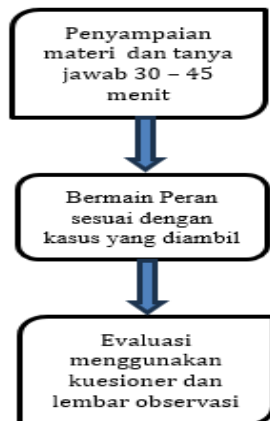 Penyampaian
materi dan tanya
jawab 30 – 45
menit
Bermain Peran
sesuai dengan
kasus yang diambil
Evaluasi
menggunakan
kuesioner dan
lembar observasi